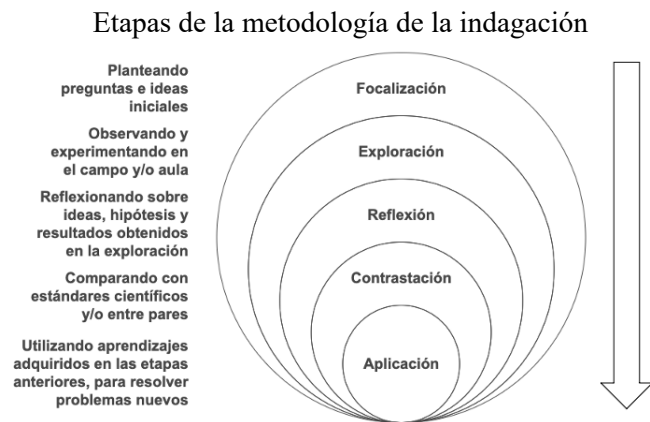 Etapas de la metodología de la indagación
Planteando
preguntas e ideas
iniciales
Focalización
Observando y
experimentando en
el campo y/o aula
Exploración
Reflexionando sobre
ideas, hipótesis y
resultados obtenidos
en la exploración
Reflexión
Comparando con
estándares científicos
y/o entre pares
Contrastación
Utilizando aprendizajes
adquiridos en las etapas
anteriores, para resolver
problemas nuevos
Aplicación